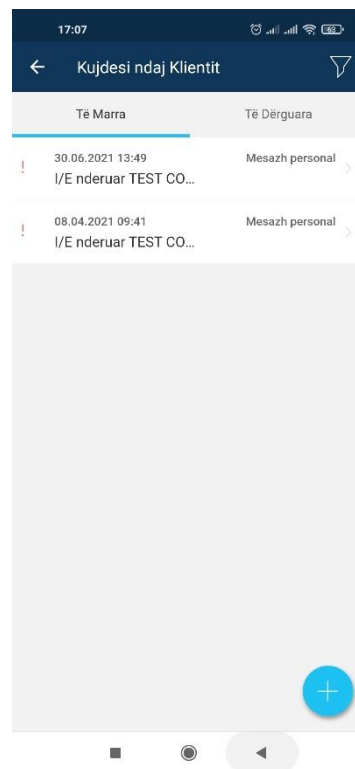 17:07
63
Kujdesi ndaj Klientit
Të Marra
Të Dërguara
30.06.2021 13:49
Mesazh personal
I/E nderuar TEST CO...
08.04.2021 09:41
Mesazh personal
I/E nderuar TEST CO...